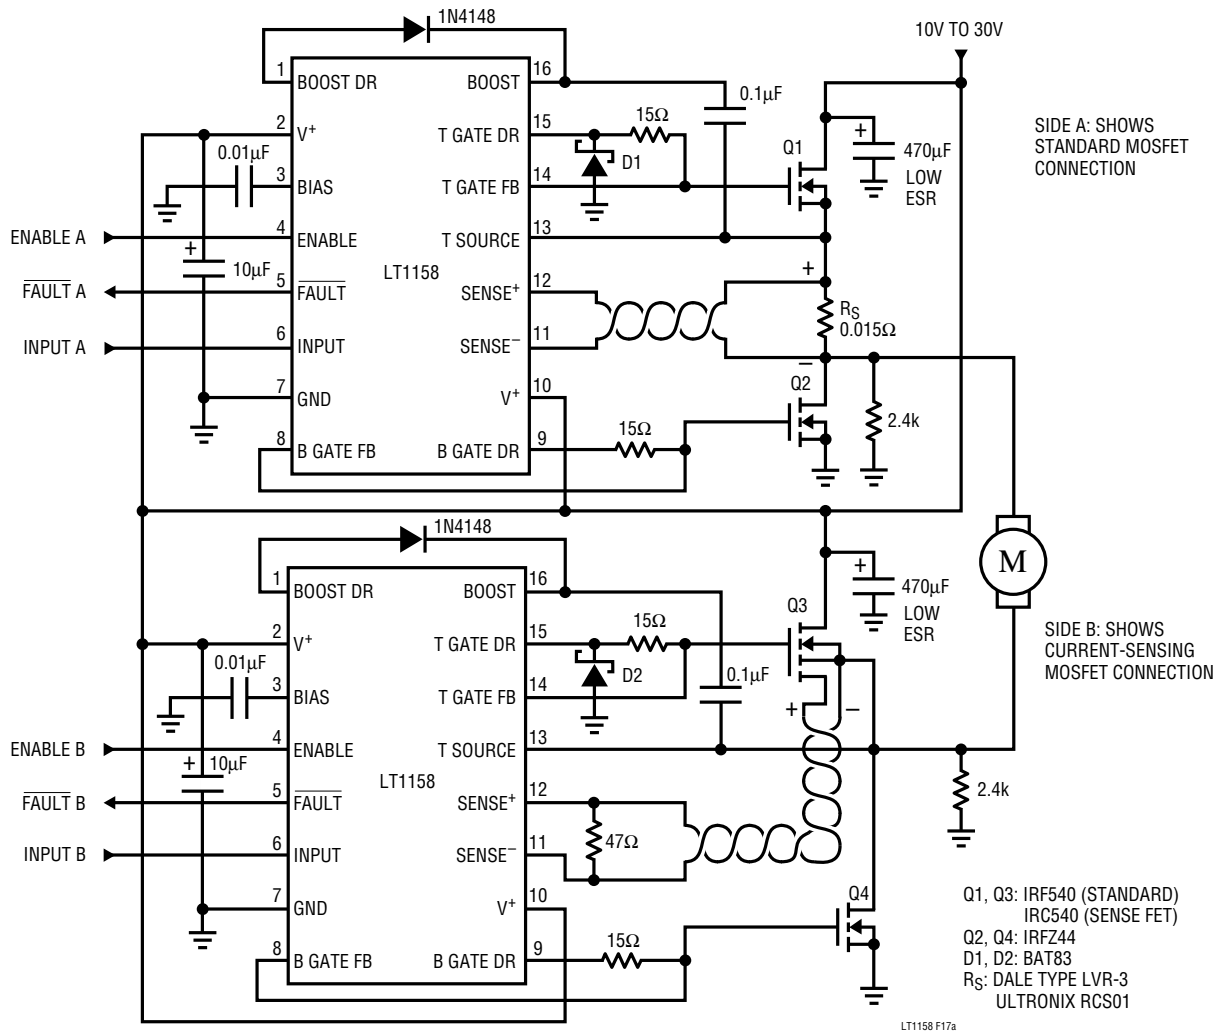 1N4148
10V TO 30V
1
BOOST DR
BOOST
16
0.1µF
15Ω
2
V+
T GATE DR
15
SIDE A: SHOWS
STANDARD MOSFET
CONNECTION
0.01µF
D1
Q1
+
470µF
LOW
ESR
3
BIAS
T GATE FB
14
ENABLE A
4
ENABLE
T SOURCE
13
+
10µF
LT1158
+
FAULT A
5
FAULT
SENSE+
12
RS
0.015Ω
INPUT A
6
INPUT
SENSE–
11
–
7
GND
V+
10
Q2
2.4k
15Ω
8
B GATE FB
B GATE DR
9
1N4148
M
1
BOOST DR
BOOST
16
+
470µF
LOW
ESR
Q3
15Ω
2
V+
T GATE DR
15
SIDE B: SHOWS
CURRENT-SENSING
MOSFET CONNECTION
0.01µF
D2
0.1µF
3
BIAS
T GATE FB
14
+
–
ENABLE B
4
ENABLE
T SOURCE
13
+
10µF
LT1158
2.4k
FAULT B
5
FAULT
SENSE+
12
47Ω
INPUT B
6
INPUT
SENSE–
11
7
GND
V+
10
Q4
15Ω
8
B GATE FB
B GATE DR
9
Q1, Q3: IRF540 (STANDARD)
IRC540 (SENSE FET)
Q2, Q4: IRFZ44
D1, D2: BAT83
RS: DALE TYPE LVR-3
ULTRONIX RCS01
LT1158 F17a